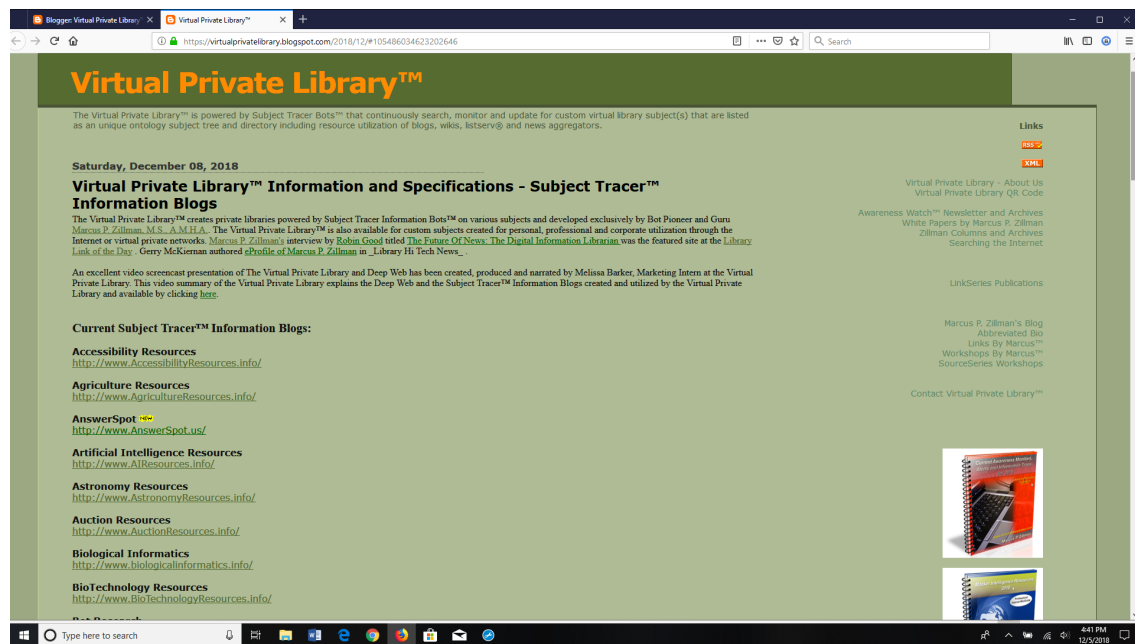 Blogger: Virtual Private Library
Virtual Private Library™
https://virtualprivatelibrary.blogspot.com/2018/12/#105486034623202646
Search
Virtual Private Library™
The Virtual Private Library™ is powered by Subject Tracer Bots™ that continuously search, monitor and update for custom virtual library subject(s) that are listed
as an unique ontology subject tree and directory including resource utilization of blogs, wikis, listserv® and news aggregators.
Saturday, December 08, 2018
Virtual Private Library™ Information and Specifications - Subject Tracer™
Information Blogs
The Virtual Private Library™ creates private libraries powered by Subject Tracer Information Bots™ on various subjects and developed exclusively by Bot Pioneer and Guru
Marcus P. Zillman, M.S., A.M.H.A.. The Virtual Private Library™ is also available for custom subjects created for personal, professional and corporate utilization through the
Internet or virtual private networks. Marcus P. Zillman's interview by Robin Good titled The Future Of News: The Digital Information Librarian was the featured site at the Library
Link of the Day . Gerry McKiernan authored eProfile of Marcus P. Zillman in _Library Hi Tech News_ .
An excellent video screencast presentation of The Virtual Private Library and Deep Web has been created, produced and narrated by Melissa Barker, Marketing Intern at the Virtual
Private Library. This video summary of the Virtual Private Library explains the Deep Web and the Subject Tracer™ Information Blogs created and utilized by the Virtual Private
Library and available by clicking here.
Current Subject Tracer™ Information Blogs:
Accessibility Resources
http://www.AccessibilityResources.info/
Agriculture Resources
http://www.AgricultureResources.info/
AnswerSpot NEW
http://www.AnswerSpot.us/
Artificial Intelligence Resources
http://www.AIResources.info/
Astronomy Resources
http://www.AstronomyResources.info/
Auction Resources
http://www.AuctionResources.info/
Biological Informatics
http://www.biologicalinformatics.info/
BioTechnology Resources
http://www.BioTechnologyResources.info/
Links
RSS
XML
Virtual Private Library - About Us
Virtual Private Library QR Code
Awareness Watch™ Newsletter and Archives
White Papers by Marcus P. Zillman
Zillman Columns and Archives
Searching the Internet
LinkSeries Publications
Marcus P. Zillman's Blog
Abbreviated Bio
Links By Marcus™
Workshops By Marcus™
SourceSeries Workshops
Contact Virtual Private Library™
Type here to search
4:41 PM
12/5/2018